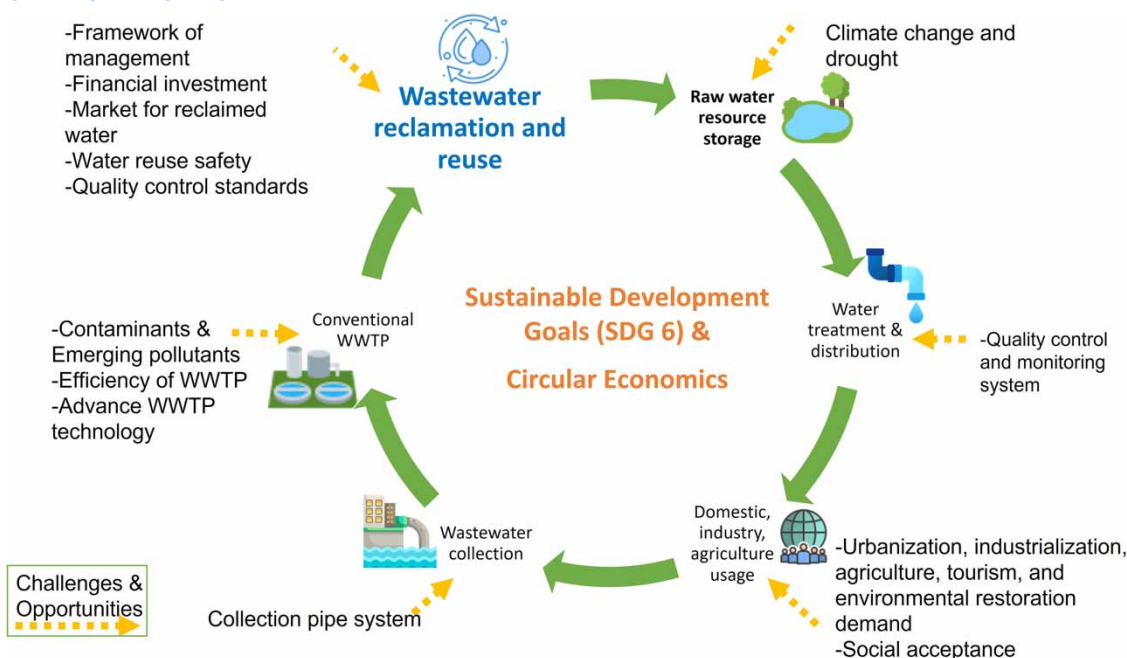 -Framework of
management
-Financial investment
-Market for reclaimed
water
-Water reuse safety
-Quality control standards
Wastewater
reclamation and
reuse
Climate change and
drought
Raw water
resource
storage
Water
treatment &
distribution
-Quality control
and monitoring
system
Sustainable Development
Goals (SDG 6) &
Circular Economics
-Contaminants &
Emerging pollutants
-Efficiency of WWTP
-Advance WWTP
technology
Conventional
WWTP
Domestic,
industry,
agriculture
usage
-Urbanization, industrialization,
agriculture, tourism, and
environmental restoration
demand
-Social acceptance
Wastewater
collection
Collection pipe system
Challenges &
Opportunities